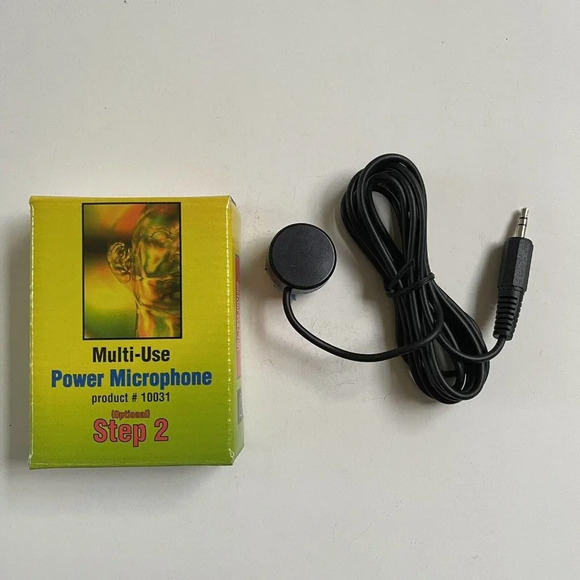 Multi-Use
Power Microphone
product # 10031
(Optional)
Step 2